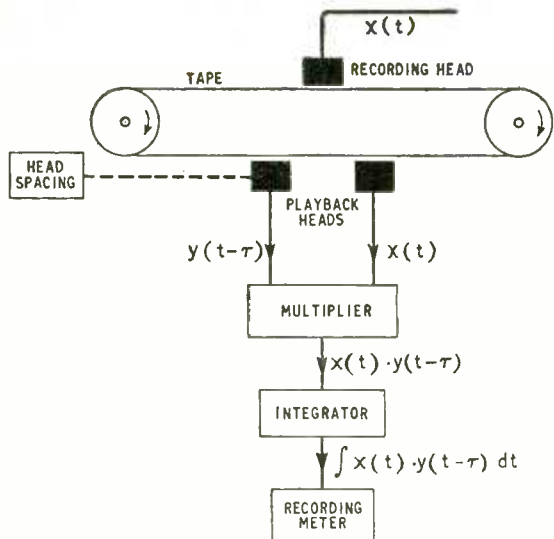 x(t)
RECORDING HEAD
TAPE
HEAD
SPACING
PLAYBACK
HEADS
y(t-τ)
x(t)
MULTIPLIER
x(t)·y(t-τ)
INTEGRATOR
∫x(t)·y(t-τ) dt
RECORDING
METER